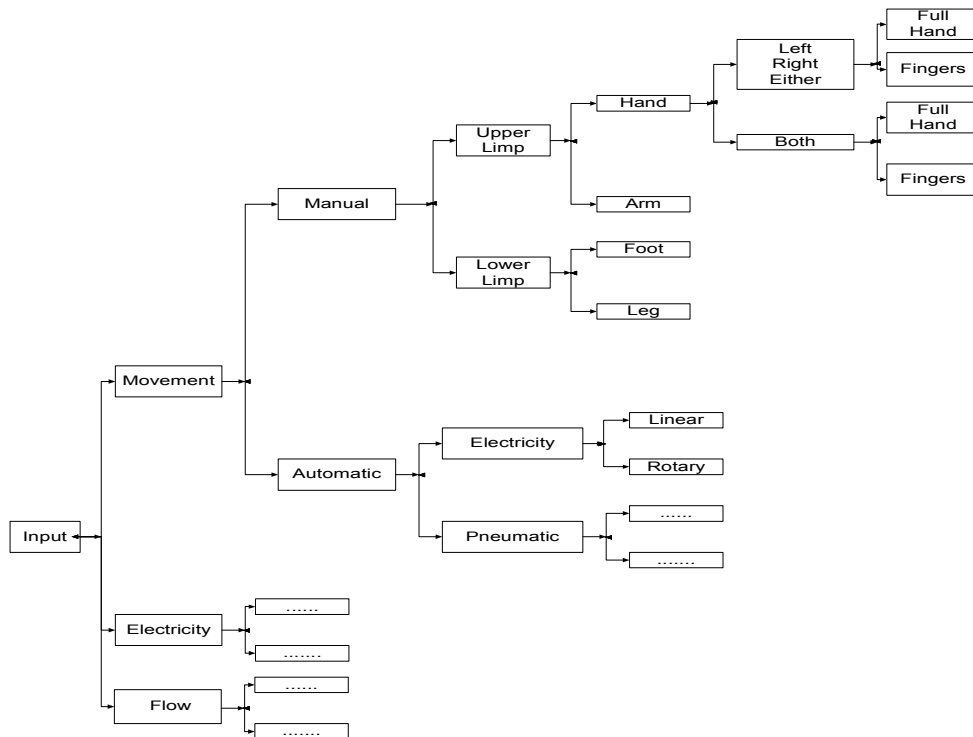 Full
Hand
Left
Right
Either
Fingers
Hand
Full
Hand
Upper
Limp
Both
Fingers
Manual
Arm
Lower
Limp
Foot
Leg
Movement
Linear
Electricity
Rotary
Automatic
......
Input
Pneumatic
.......
......
Electricity
.......
......
Flow
.......